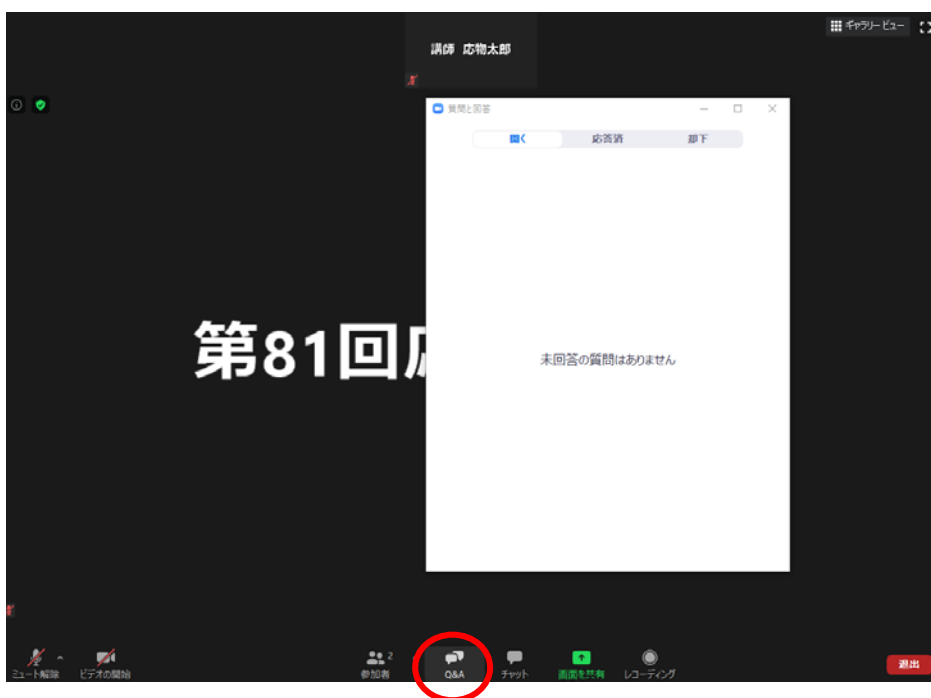 ギャラリー ビュー
講師 応物太郎
質問と回答
開く
応答済
却下
第81回応
未回答の質問はありません
ミュート解除
ビデオの開始
参加者
2
Q&A
チャット
画面を共有
レコーディング
退出